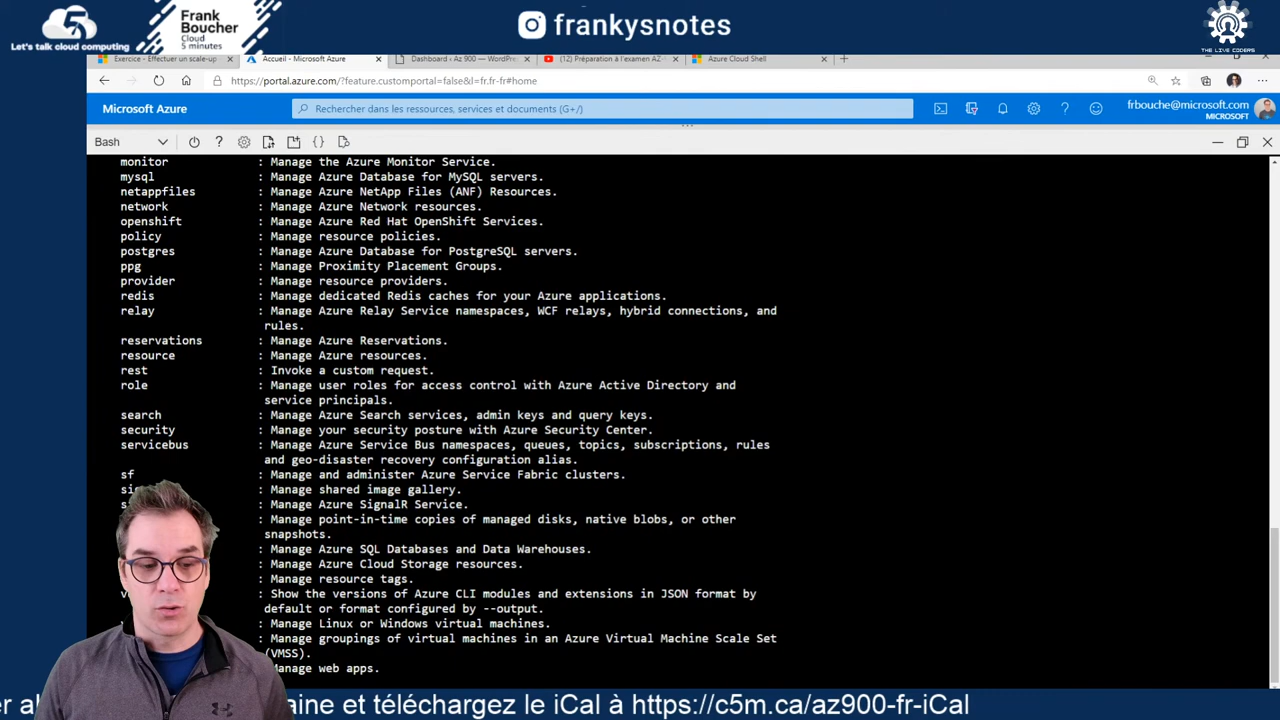 5
Let's talk cloud computing
Frank
Boucher
Cloud
5 minutes
frankysnotes
THE LIVE CODERS
Exercice - Effectuer un scale-up
Accueil - Microsoft Azure
Dashboard ‹ Az 900 — WordPre
(12) Préparation à l'examen AZ-
Azure Cloud Shell
https://portal.azure.com/?feature.customportal=false&l=fr.fr-fr#home
Microsoft Azure
Rechercher dans les ressources, services et documents (G+/)
frbouche@microsoft.com
MICROSOFT
Bash
monitor : Manage the Azure Monitor Service.
mysql : Manage Azure Database for MySQL servers.
netappfiles : Manage Azure NetApp Files (ANF) Resources.
network : Manage Azure Network resources.
openshift : Manage Azure Red Hat OpenShift Services.
policy : Manage resource policies.
postgres : Manage Azure Database for PostgreSQL servers.
ppg : Manage Proximity Placement Groups.
provider : Manage resource providers.
redis : Manage dedicated Redis caches for your Azure applications.
relay : Manage Azure Relay Service namespaces, WCF relays, hybrid connections, and
rules.
reservations : Manage Azure Reservations.
resource : Manage Azure resources.
rest : Invoke a custom request.
role : Manage user roles for access control with Azure Active Directory and
service principals.
search : Manage Azure Search services, admin keys and query keys.
security : Manage your security posture with Azure Security Center.
servicebus : Manage Azure Service Bus namespaces, queues, topics, subscriptions, rules
and geo-disaster recovery configuration alias.
sf : Manage and administer Azure Service Fabric clusters.
: Manage shared image gallery.
: Manage Azure SignalR Service.
: Manage point-in-time copies of managed disks, native blobs, or other
snapshots.
: Manage Azure SQL Databases and Data Warehouses.
: Manage Azure Cloud Storage resources.
: Manage resource tags.
: Show the versions of Azure CLI modules and extensions in JSON format by
default or format configured by --output.
: Manage Linux or Windows virtual machines.
: Manage groupings of virtual machines in an Azure Virtual Machine Scale Set
(VMSS).
Manage web apps.
er al aine et téléchargez le iCal à https://c5m.ca/az900-fr-iCal